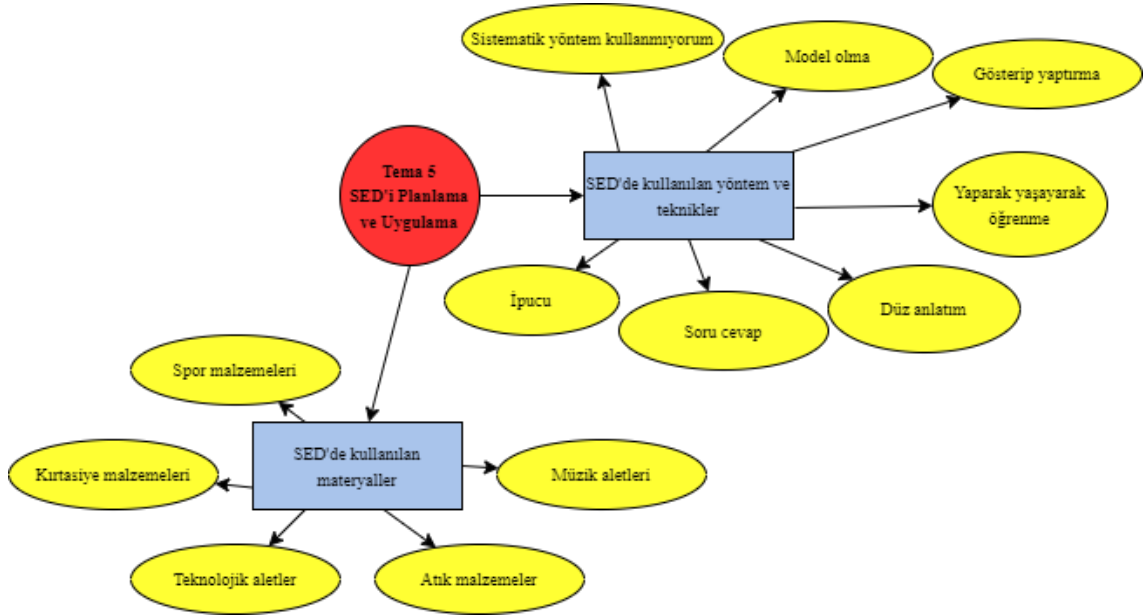 Sistematik yöntem kullanmıyorum
Model olma
Gösterip yaptırma
Tema 5
SED'i Planlama
ve Uygulama
SED'de kullanılan yöntem ve
teknikler
Yaparak yaşayarak
öğrenme
İpucu
Soru cevap
Düz anlatım
Spor malzemeleri
Kırtasiye malzemeleri
SED'de kullanılan
materyaller
Müzik aletleri
Teknolojik aletler
Atık malzemeler